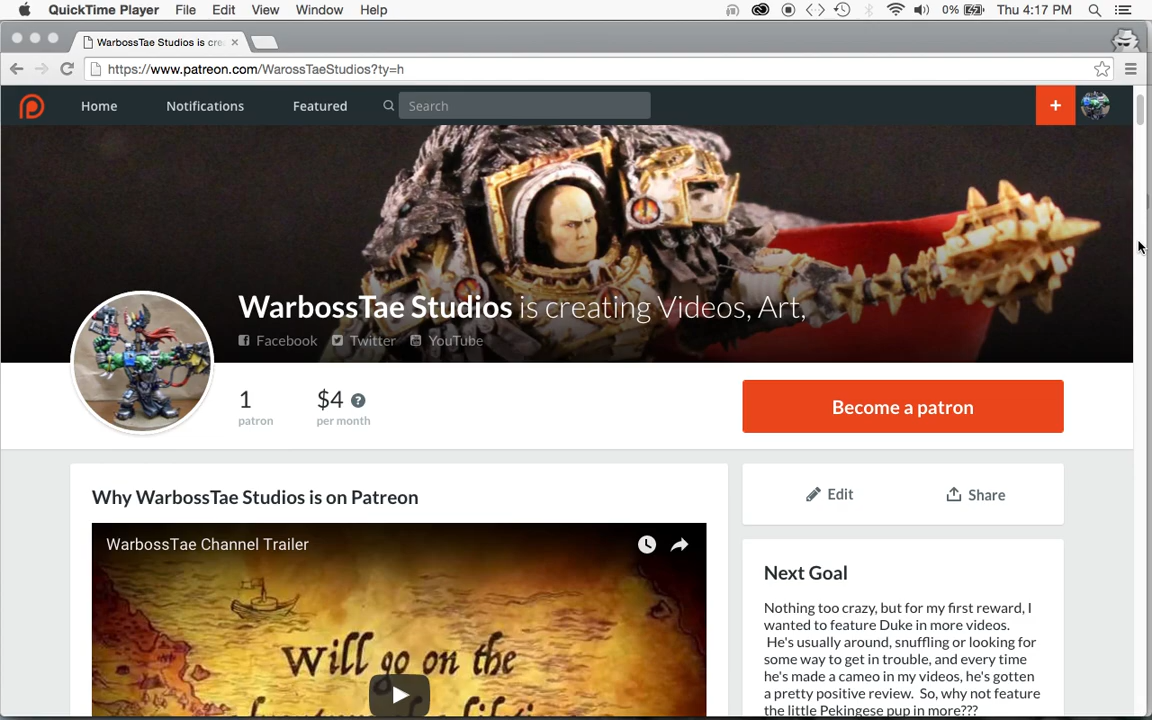 QuickTime Player File Edit View Window Help 0% Thu 4:17 PM
WarbossTae Studios is cre
https://www.patreon.com/WarossTaeStudios?ty=h
Home Notifications Featured Search +
WarbossTae Studios is creating Videos, Art,
Facebook Twitter YouTube
1 $4 ?
patron per month
Become a patron
Why WarbossTae Studios is on Patreon
Edit Share
WarbossTae Channel Trailer
Will go on the
Next Goal
Nothing too crazy, but for my first reward, I
wanted to feature Duke in more videos.
He's usually around, snuffling or looking for
some way to get in trouble, and every time
he's made a cameo in my videos, he's gotten
a pretty positive review. So, why not feature
the little Pekingese pup in more???